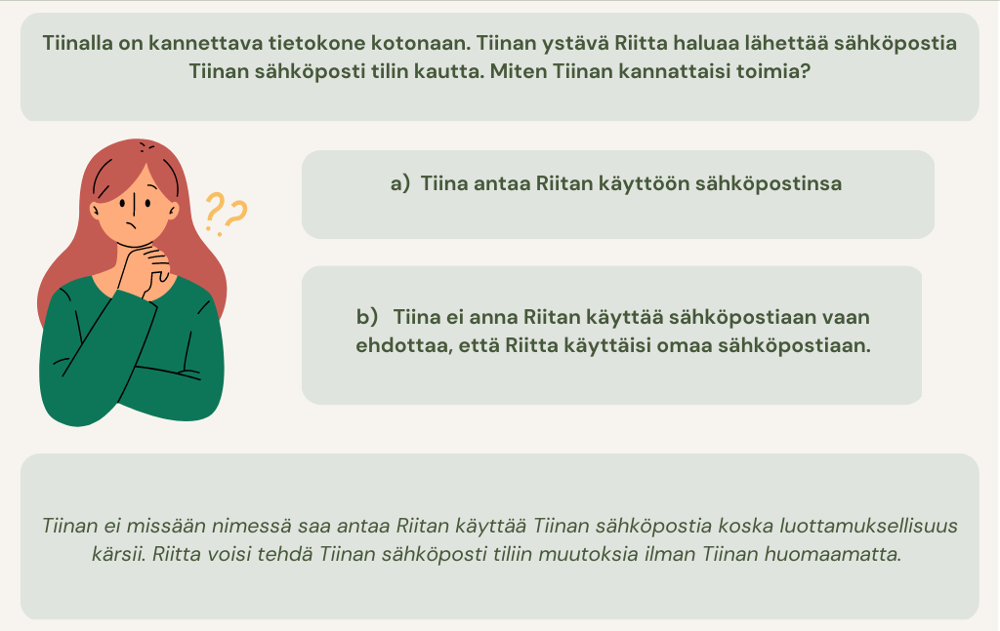 Tiinalla on kannettava tietokone kotonaan. Tiinan ystävä Riitta haluaa lähettää sähköpostia
Tiinan sähköposti tilin kautta. Miten Tiinan kannattaisi toimia?
??
a) Tiina antaa Riitan käyttöön sähköpostinsa
b) Tiina ei anna Riitan käyttää sähköpostiaan vaan
ehdottaa, että Riitta käyttäisi omaa sähköpostiaan.
Tiinan ei missään nimessä saa antaa Riitan käyttää Tiinan sähköpostia koska luottamuksellisuus
kärsii. Riitta voisi tehdä Tiinan sähköposti tiliin muutoksia ilman Tiinan huomaamatta.